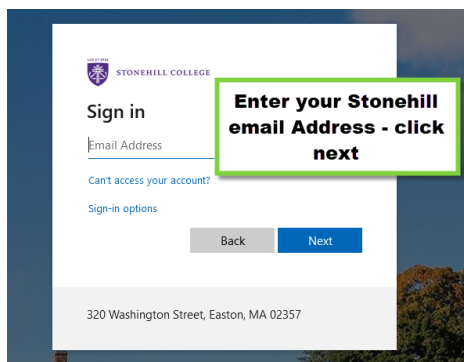 STONEHILL COLLEGE
Sign in
Enter your Stonehill
email Address - click
next
Email Address
Can't access your account?
Sign-in options
Back Next
320 Washington Street, Easton, MA 02357